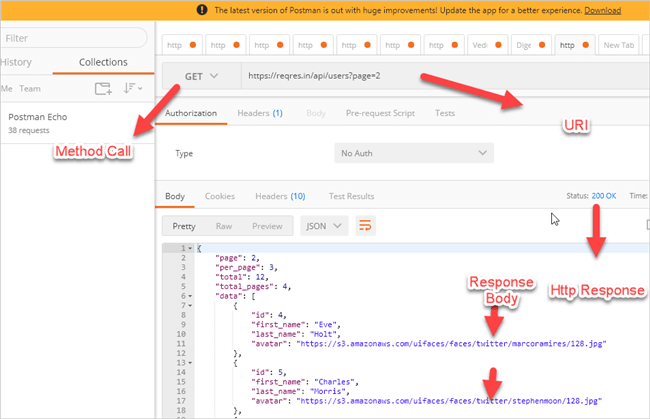 The latest version of Postman is out with huge improvements! Update the app for a better experience. Download
Filter
History Collections
Me Team
Postman Echo
38 requests
http http http http http http http Vedi Dige http New Tab
GET https://reqres.in/api/users?page=2
Method Call
URI
Authorization Headers (1) Body Pre-request Script Tests
Type No Auth
Body Cookies Headers (10) Test Results Status: 200 OK Time:
Pretty Raw Preview JSON
1 {
2 "page": 2,
3 "per_page": 3,
4 "total": 12,
5 "total_pages": 4,
6 "data": [
7 {
8 "id": 4,
9 "first_name": "Eve",
10 "last_name": "Holt",
11 "avatar": "https://s3.amazonaws.com/uifaces/faces/twitter/marcoramires/128.jpg"
12 },
13 {
14 "id": 5,
15 "first_name": "Charles",
16 "last_name": "Morris",
17 "avatar": "https://s3.amazonaws.com/uifaces/faces/twitter/stephenmoon/128.jpg"
18 },
Response
Body
Http Response